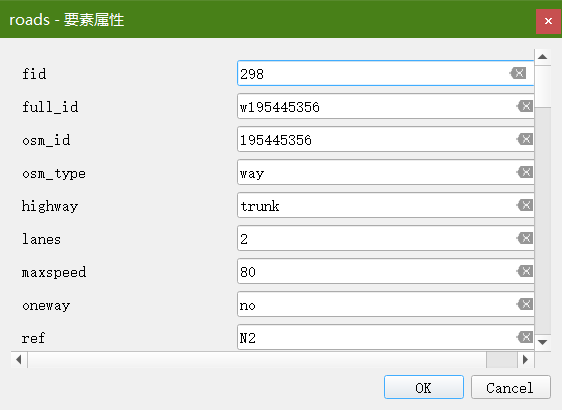 roads - 要素属性
fid 298
full_id w195445356
osm_id 195445356
osm_type way
highway trunk
lanes 2
maxspeed 80
oneway no
ref N2
OK Cancel